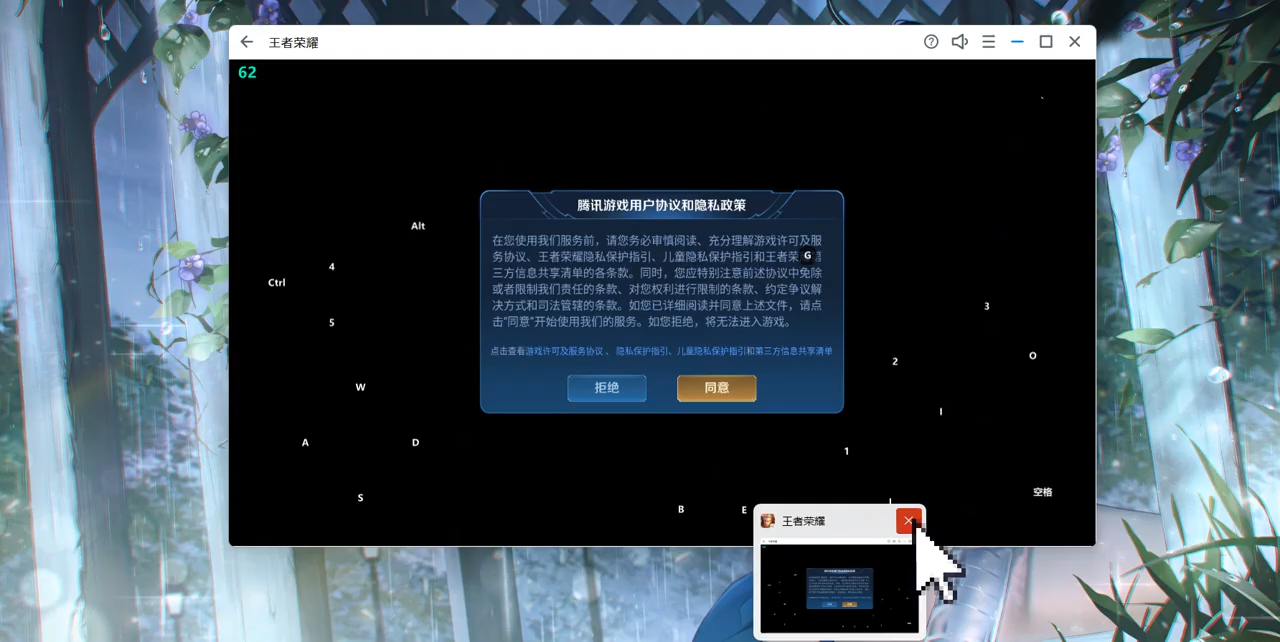 王者荣耀
62
Alt
腾讯游戏用户协议和隐私政策
在您使用我们服务前，请您务必审慎阅读、充分理解游戏许可及服
务协议、王者荣耀隐私保护指引、儿童隐私保护指引和王者荣
G
三方信息共享清单的各条款。同时，您应特别注意前述协议中免除
或者限制我们责任的条款、对您权利进行限制的条款、约定争议解
决方式和司法管辖的条款。如您已详细阅读并同意上述文件，请点
击“同意”开始使用我们的服务。如您拒绝，将无法进入游戏。
4
Ctrl
5
3
点击查看游戏许可及服务协议 、 隐私保护指引、儿童隐私保护指引和第三方信息共享清单
2
O
W
拒绝
同意
I
A
D
1
S
空格
B
E
王者荣耀